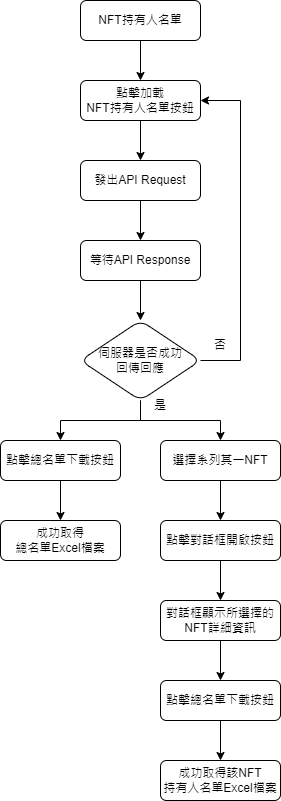 NFT持有人名單
點擊加載
NFT持有人名單按鈕
發出API Request
等待API Response
伺服器是否成功
回傳回應
否
是
點擊總名單下載按鈕
成功取得
總名單Excel檔案
選擇系列其一NFT
點擊對話框開啟按鈕
對話框顯示所選擇的
NFT詳細資訊
點擊總名單下載按鈕
成功取得該NFT
持有人名單Excel檔案